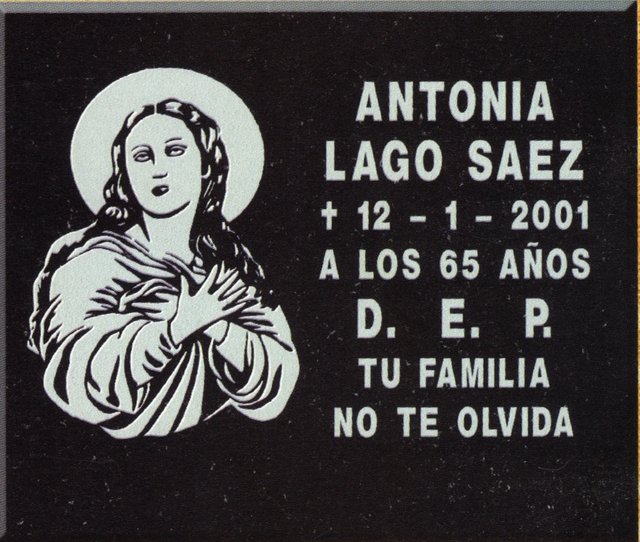 ANTONIA
LAGO SAEZ
✝ 12 - 1 - 2001
A LOS 65 AÑOS
D. E. P.
TU FAMILIA
NO TE OLVIDA